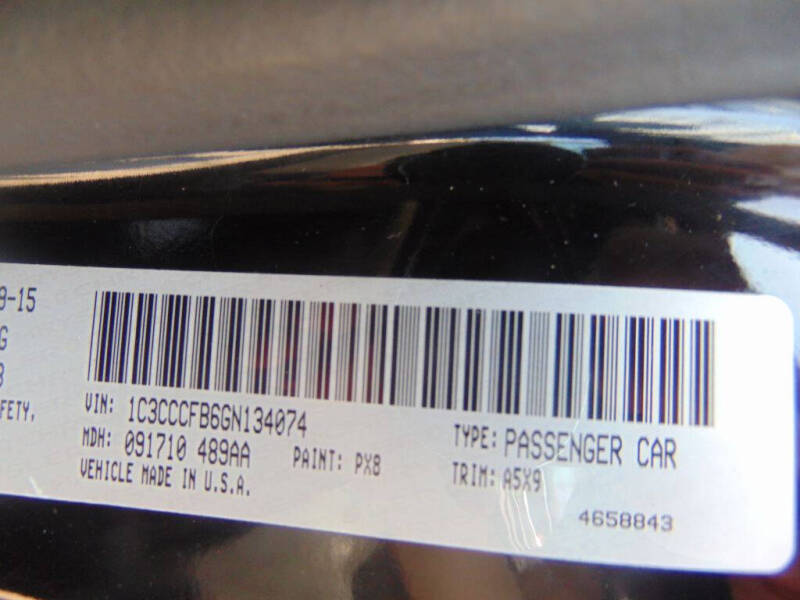 9-15
G
FETY,
VIN: 1C3CCCFB6GN134074
MDH: 091710 489AA
PAINT: PX8
VEHICLE MADE IN U.S.A.
TYPE: PASSENGER CAR
TRIM: A5X9
4658843